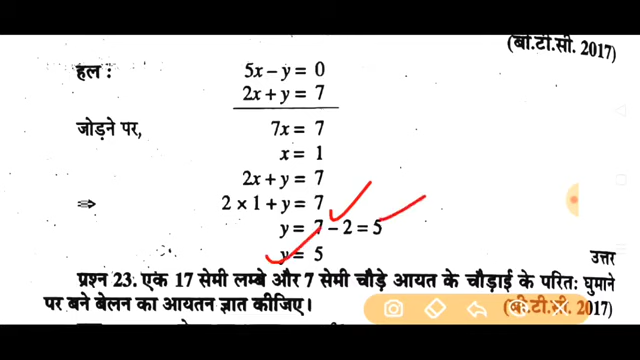 (बी.टी.सी. 2017)
हल : 5x – y = 0
2x + y = 7
जोड़ने पर, 7x = 7
x = 1
2x + y = 7
⇒ 2 × 1 + y = 7
y = 7 – 2 = 5
y = 5 उत्तर
प्रश्न 23. एक 17 सेमी लम्बे और 7 सेमी चौड़े आयत के चौड़ाई के परितः घुमाने
पर बने बेलन का आयतन ज्ञात कीजिए। (बी.टी.सी. 2017)